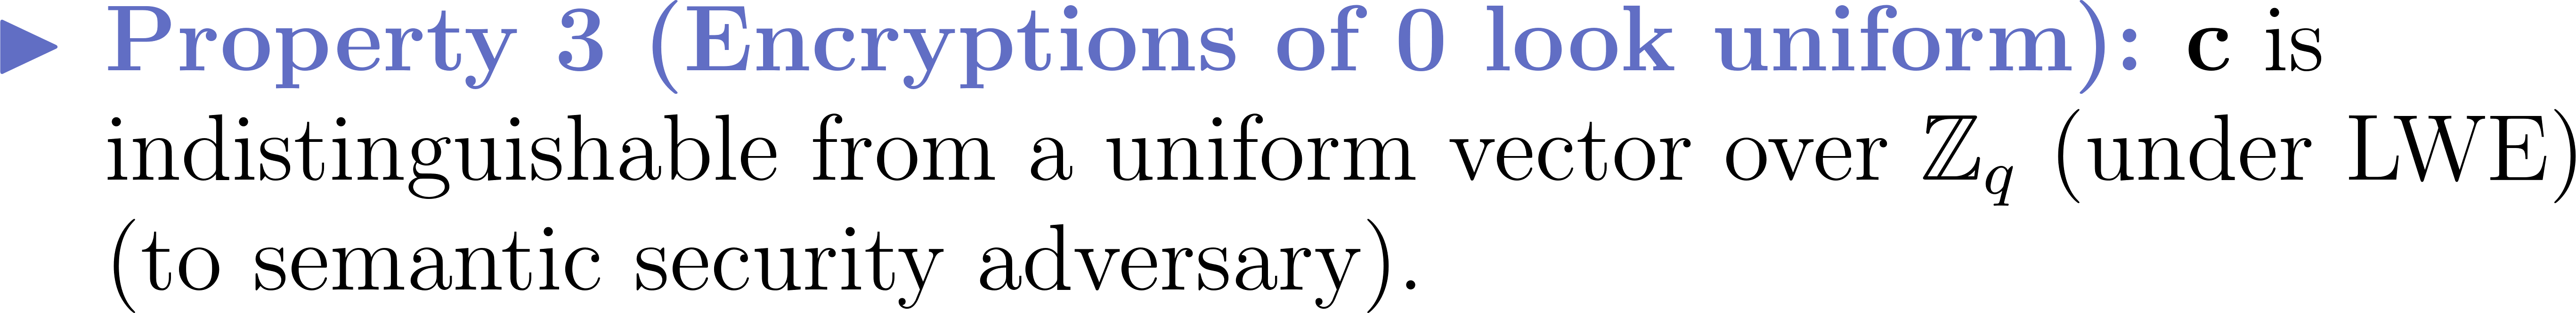 ▶ Property 3 (Encryptions of 0 look uniform): c is
indistinguishable from a uniform vector over ℤ_q (under LWE)
(to semantic security adversary).